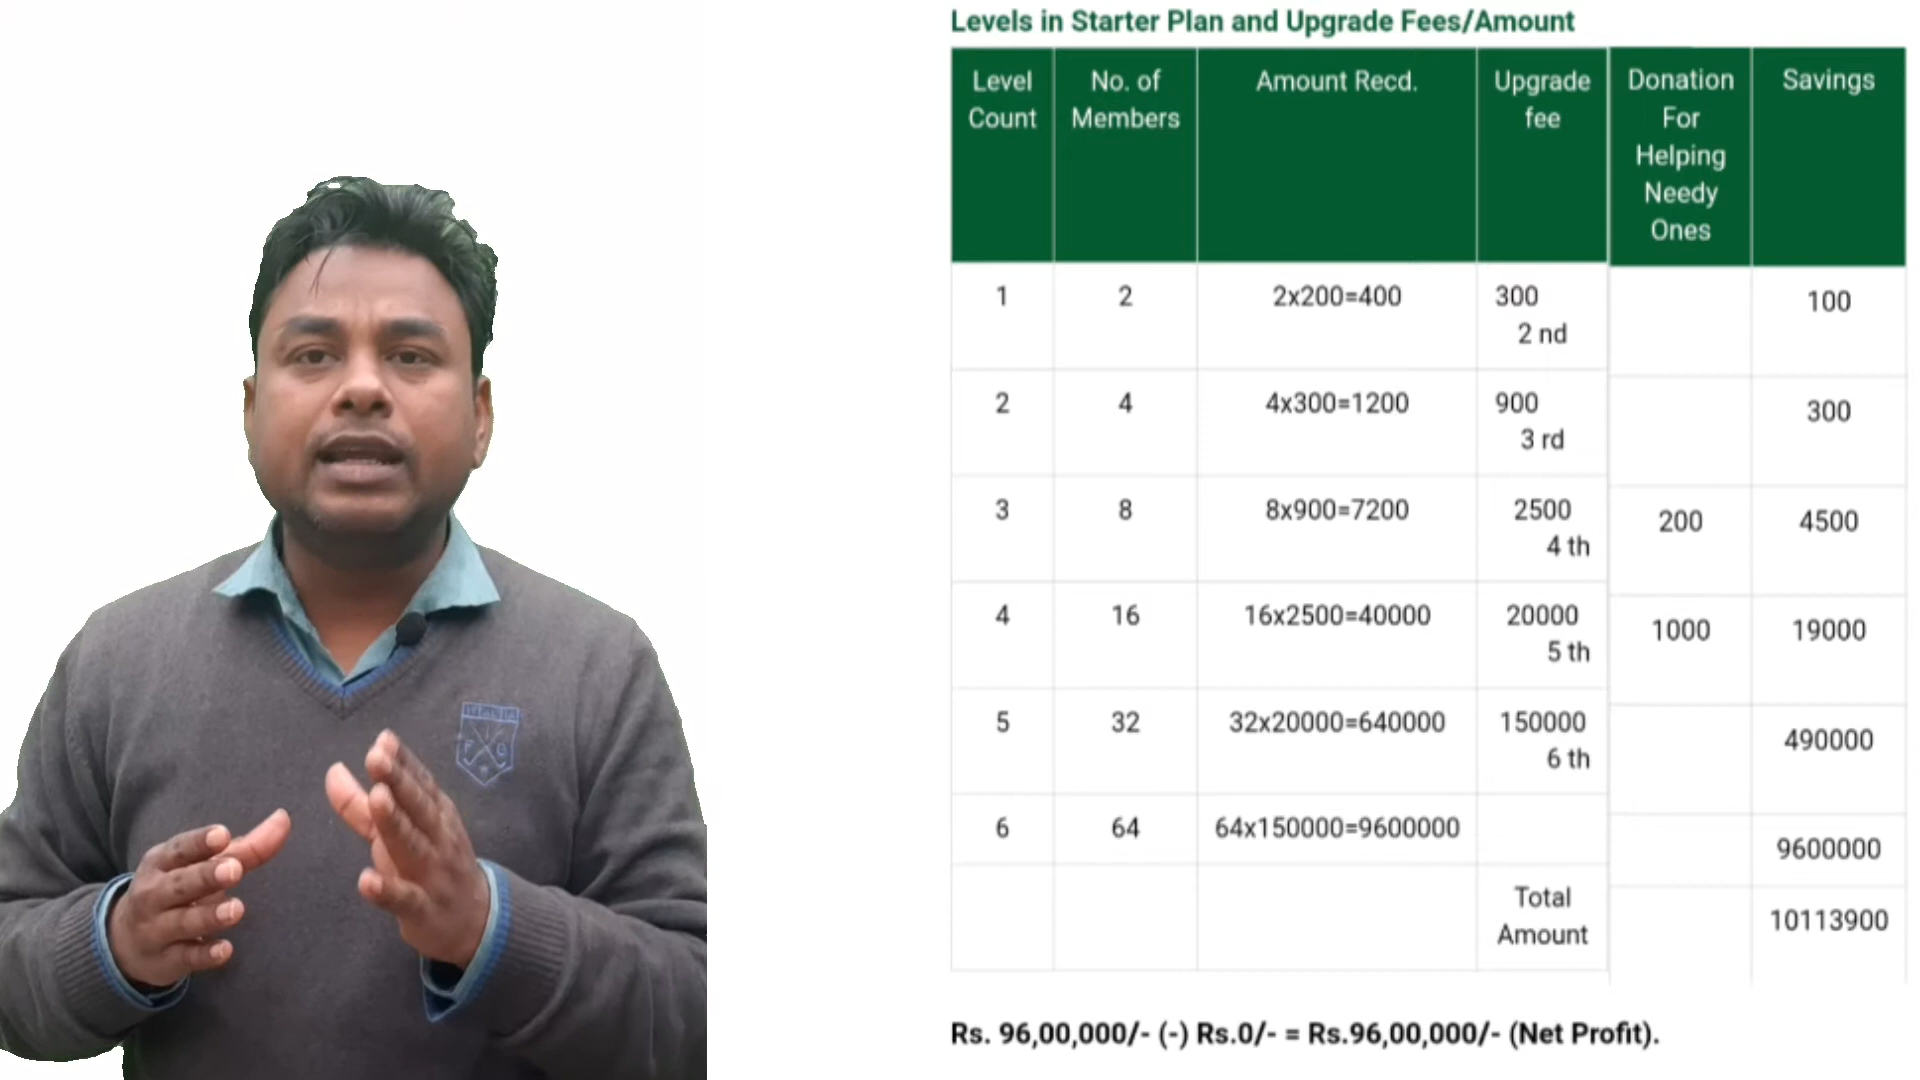 Levels in Starter Plan and Upgrade Fees/Amount
Level Count No. of Members Amount Recd. Upgrade fee Donation For Helping Needy Ones Savings
1 2 2x200=400 300 2 nd 100
2 4 4x300=1200 900 3 rd 300
3 8 8x900=7200 2500 4 th 200 4500
4 16 16x2500=40000 20000 5 th 1000 19000
5 32 32x20000=640000 150000 6 th 490000
6 64 64x150000=9600000 9600000
Total Amount 10113900
Rs. 96,00,000/- (-) Rs.0/- = Rs.96,00,000/- (Net Profit).